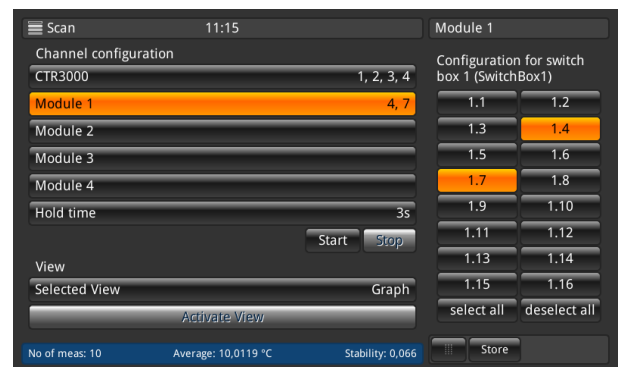 Scan 11:15
Channel configuration
CTR3000 1, 2, 3, 4
Module 1 4, 7
Module 2
Module 3
Module 4
Hold time 3s
Start Stop
View
Selected View Graph
Activate View
No of meas: 10 Average: 10,0119 °C Stability: 0,066
Module 1
Configuration for switch
box 1 (SwitchBox1)
1.1 1.2
1.3 1.4
1.5 1.6
1.7 1.8
1.9 1.10
1.11 1.12
1.13 1.14
1.15 1.16
select all deselect all
Store